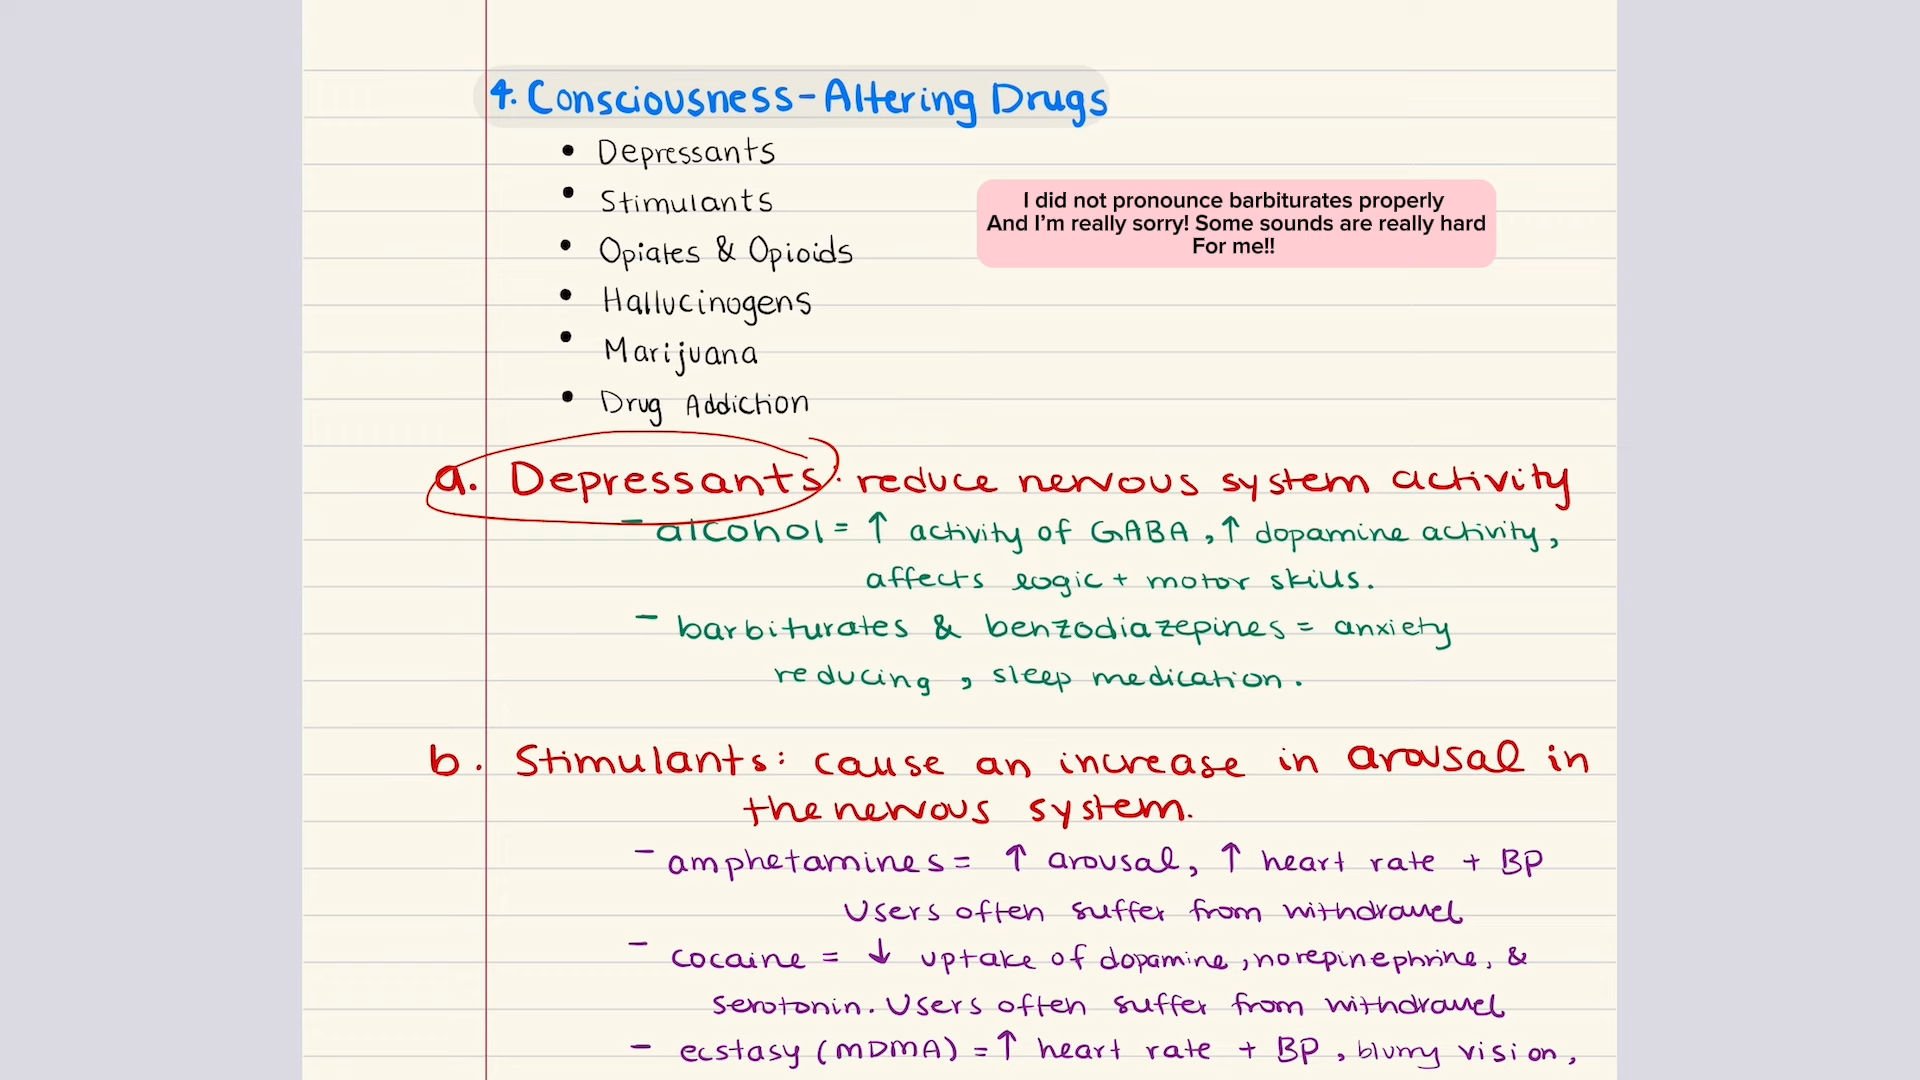 4. Consciousness-Altering Drugs
• Depressants
• Stimulants
• Opiates & Opioids
• Hallucinogens
• Marijuana
• Drug Addiction
I did not pronounce barbiturates properly
And I'm really sorry! Some sounds are really hard
For me!!
a. Depressants: reduce nervous system activity
- alcohol = ↑ activity of GABA, ↑ dopamine activity,
affects logic + motor skills.
- barbiturates & benzodiazepines = anxiety
reducing, sleep medication.
b. Stimulants: cause an increase in arousal in
the nervous system.
- amphetamines = ↑ arousal, ↑ heart rate + BP
Users often suffer from withdrawel
- cocaine = ↓ uptake of dopamine, norepinephrine, &
serotonin. Users often suffer from withdrawel
- ecstasy (MDMA) = ↑ heart rate + BP, blurry vision,